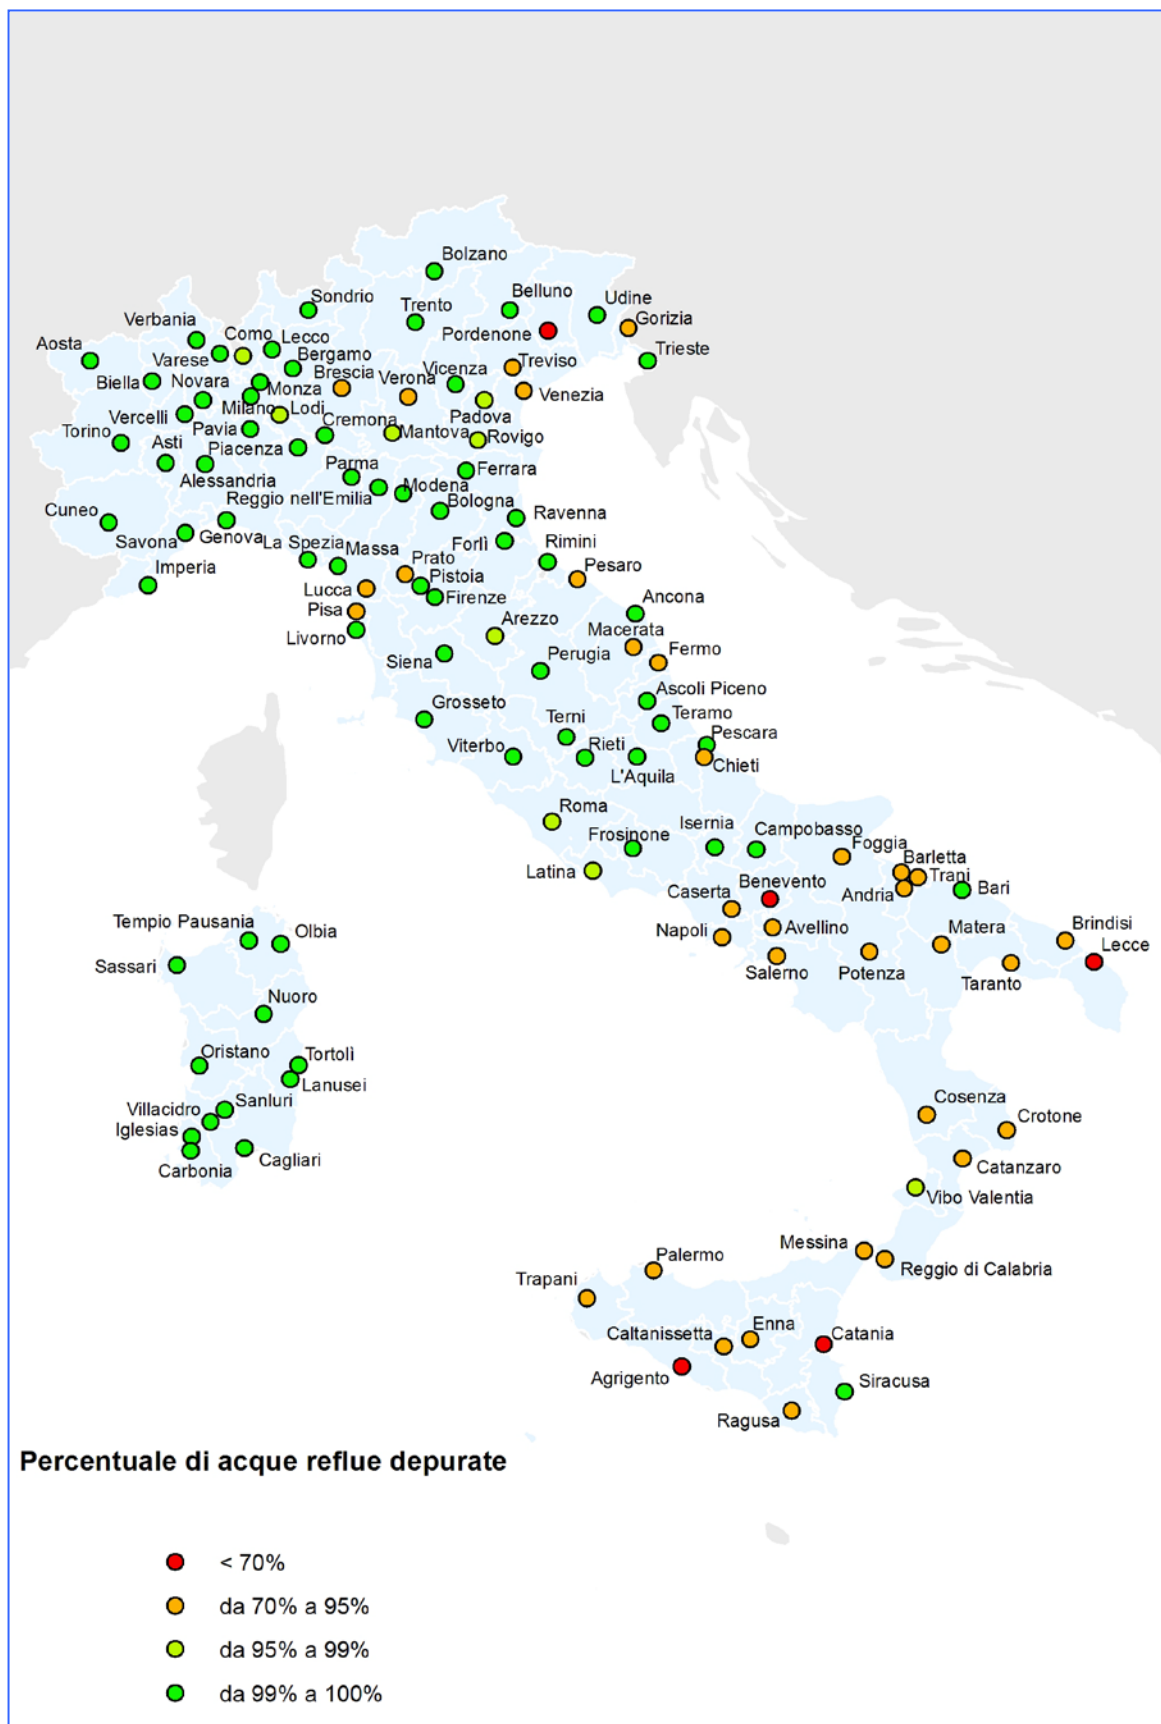 Bolzano
Sondrio
Belluno
Trento
Udine
Verbania
Gorizia
Pordenone
Como
Lecco
Aosta
Trieste
Varese
Bergamo
Treviso
Brescia
Verona
Vicenza
Biella
Novara
Monza
Venezia
Milano
Lodi
Padova
Vercelli
Cremona
Torino
Pavia
Mantova
Rovigo
Asti
Piacenza
Parma
Ferrara
Alessandria
Modena
Reggio nell'Emilia
Bologna
Cuneo
Ravenna
Savona
Genova
La Spezia
Forlì
Rimini
Massa
Imperia
Prato
Pistoia
Pesaro
Lucca
Firenze
Ancona
Pisa
Arezzo
Macerata
Livorno
Fermo
Siena
Perugia
Ascoli Piceno
Grosseto
Terni
Teramo
Pescara
Viterbo
Rieti
Chieti
L'Aquila
Roma
Isernia
Campobasso
Frosinone
Foggia
Barletta
Latina
Trani
Benevento
Bari
Caserta
Andria
Tempio Pausania
Olbia
Napoli
Avellino
Matera
Brindisi
Lecce
Sassari
Salerno
Potenza
Taranto
Nuoro
Oristano
Tortolì
Lanusei
Sanluri
Villacidro
Cosenza
Iglesias
Crotone
Carbonia
Cagliari
Catanzaro
Vibo Valentia
Messina
Palermo
Reggio di Calabria
Trapani
Enna
Caltanissetta
Catania
Agrigento
Siracusa
Ragusa
Percentuale di acque reflue depurate
< 70%
da 70% a 95%
da 95% a 99%
da 99% a 100%